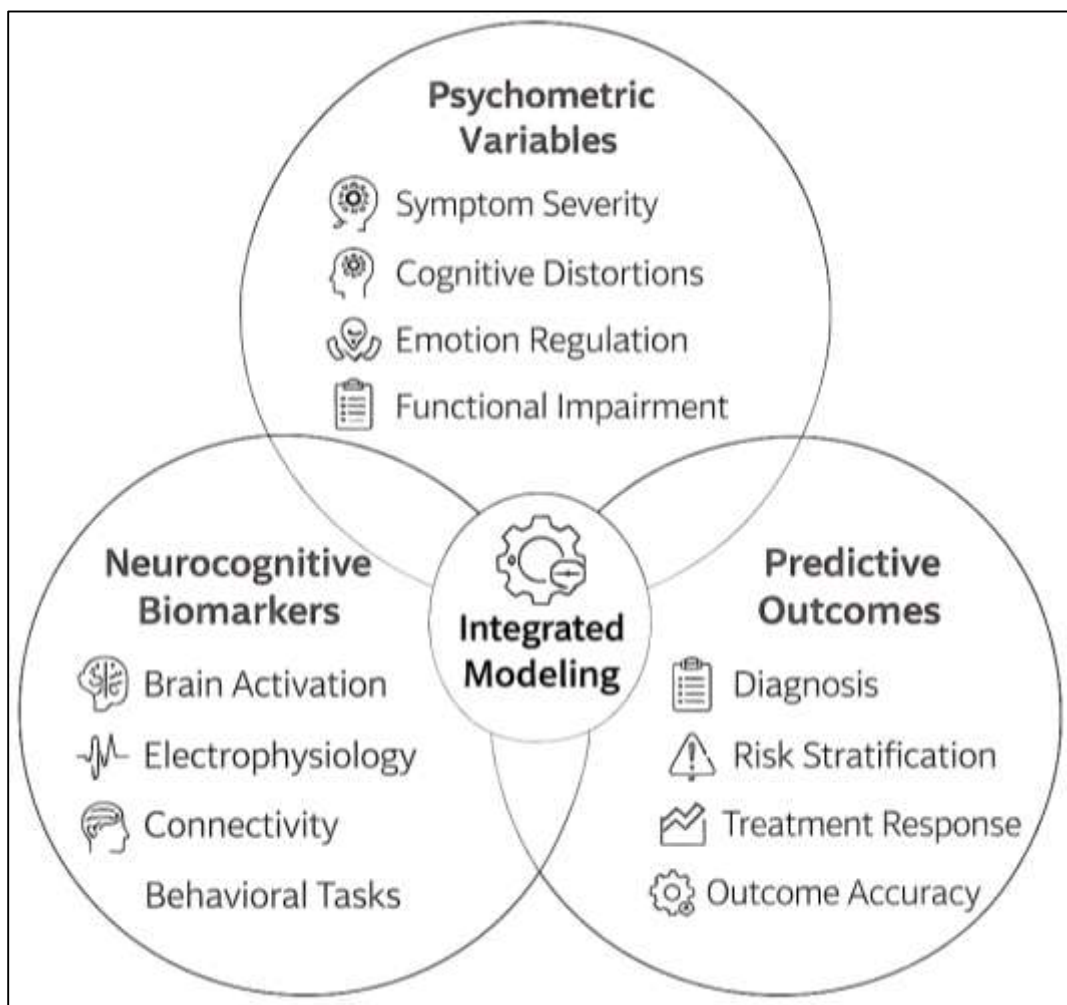 Psychometric
Variables
Symptom Severity
Cognitive Distortions
Emotion Regulation
Functional Impairment
Neurocognitive
Biomarkers
Brain Activation
Electrophysiology
Connectivity
Behavioral Tasks
Integrated
Modeling
Predictive
Outcomes
Diagnosis
Risk Stratification
Treatment Response
Outcome Accuracy